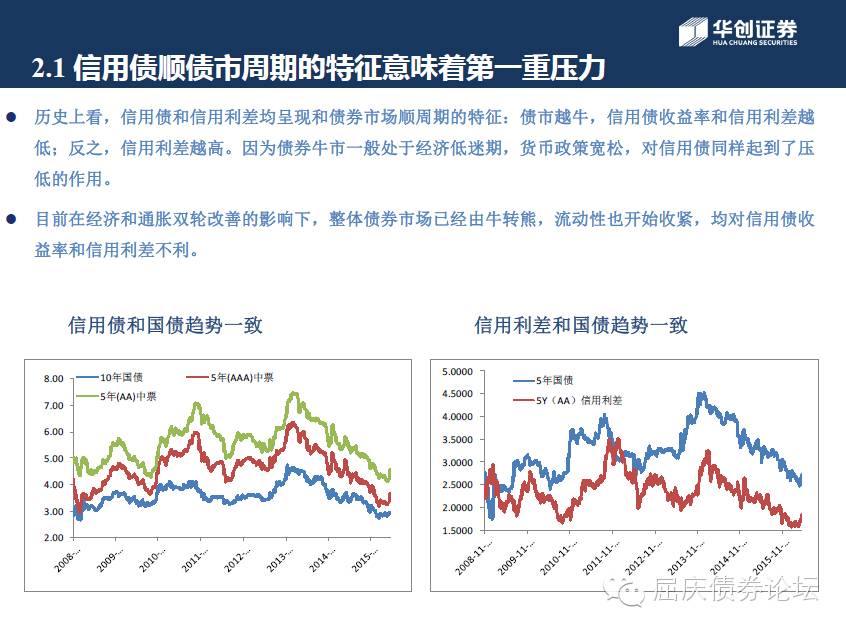 华创证券
HUA CHUANG SECURITIES
2.1 信用债顺债市周期的特征意味着第一重压力
● 历史上看，信用债和信用利差均呈现和债券市场顺周期的特征：债市越牛，信用债收益率和信用利差越
低；反之，信用利差越高。因为债券牛市一般处于经济低迷期，货币政策宽松，对信用债同样起到了压
低的作用。
● 目前在经济和通胀双轮改善的影响下，整体债券市场已经由牛转熊，流动性也开始收紧，均对信用债收
益率和信用利差不利。
信用债和国债趋势一致
10年国债
5年(AAA)中票
5年(AA)中票
8.00
7.00
6.00
5.00
4.00
3.00
2.00
2008-...
2009-...
2010-...
2011-...
2012-...
2013-...
2014-...
2015-...
信用利差和国债趋势一致
5年国债
5Y（AA）信用利差
5.0000
4.5000
4.0000
3.5000
3.0000
2.5000
2.0000
1.5000
2008-11-...
2009-11-...
2010-11-...
2011-11-...
2012-11-...
2013-11-...
2014-11-...
2015-11-...
屈庆债券论坛